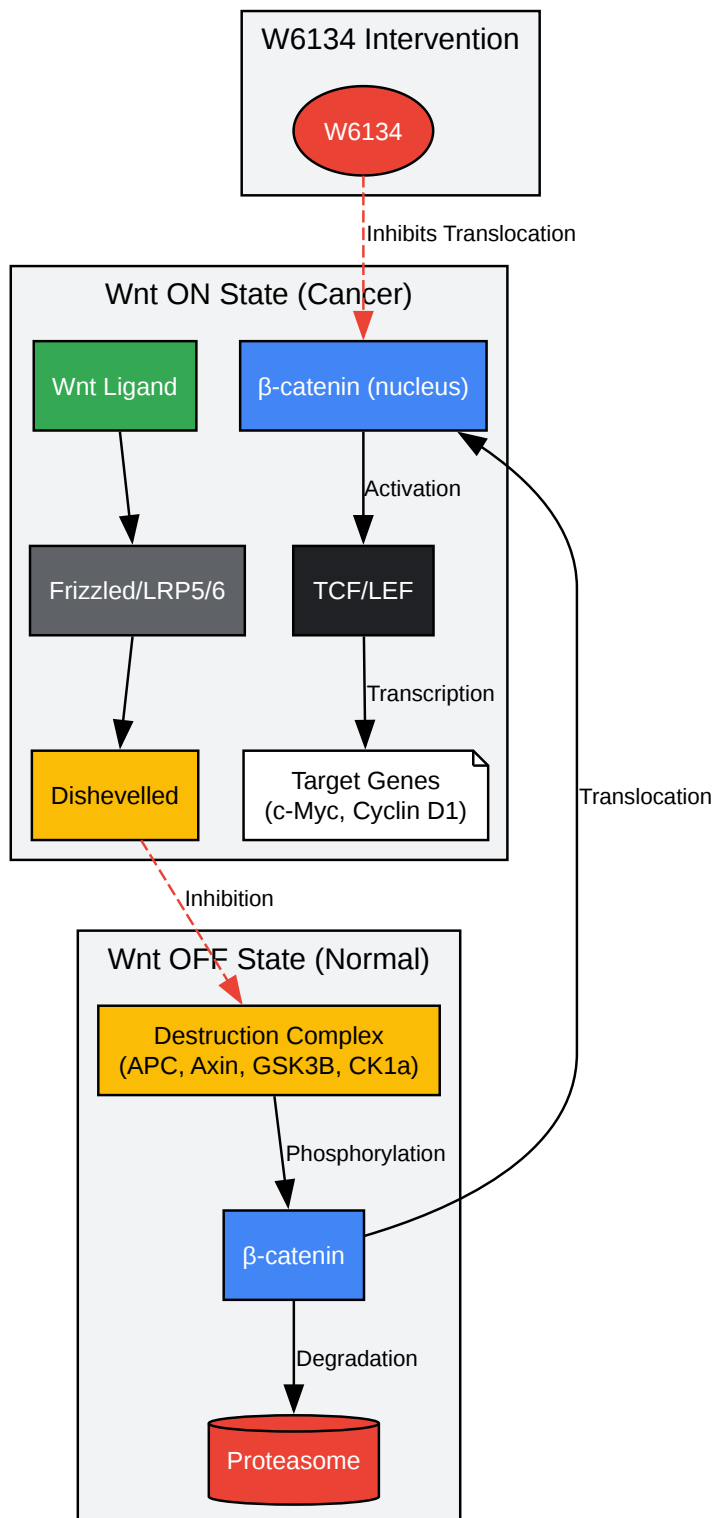 W6134 Intervention
W6134
Inhibits Translocation
Wnt ON State (Cancer)
Wnt Ligand
β-catenin (nucleus)
Activation
Frizzled/LRP5/6
TCF/LEF
Transcription
Dishevelled
Target Genes
(c-Myc, Cyclin D1)
Translocation
Inhibition
Wnt OFF State (Normal)
Destruction Complex
(APC, Axin, GSK3B, CK1a)
Phosphorylation
β-catenin
Degradation
Proteasome